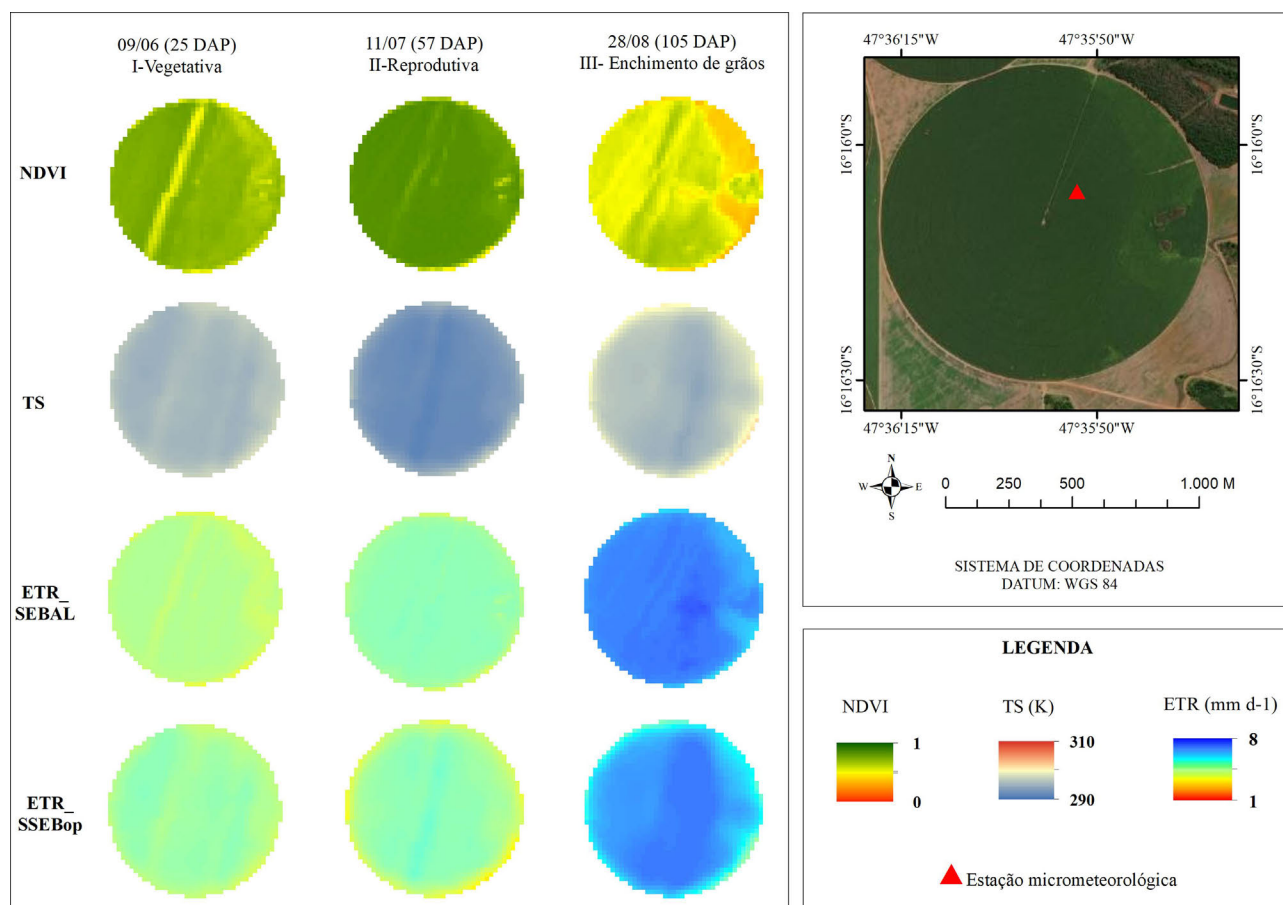 09/06 (25 DAP)
I-Vegetativa
11/07 (57 DAP)
II-Reprodutiva
28/08 (105 DAP)
III- Enchimento de grãos
NDVI
TS
ETR_
SEBAL
ETR_
SSEBop
47°36'15"W
47°35'50"W
16°16'0"S
16°16'0"S
16°16'30"S
16°16'30"S
47°36'15"W
47°35'50"W
N
W
E
S
0 250 500 1.000 M
SISTEMA DE COORDENADAS
DATUM: WGS 84
LEGENDA
NDVI
1
0
TS (K)
310
290
ETR (mm d-1)
8
1
Estação micrometeorológica